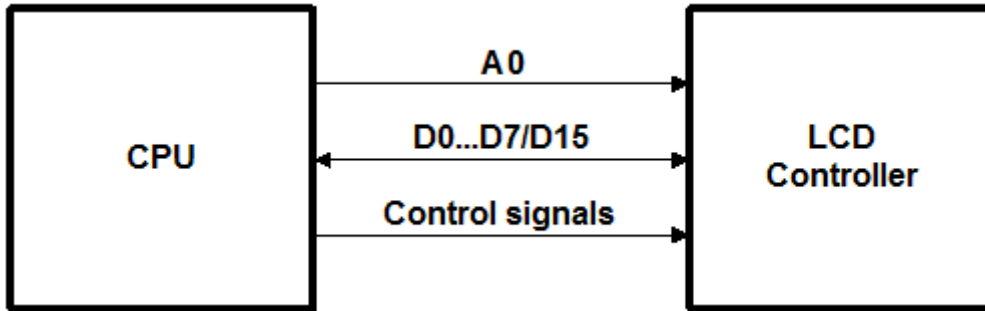 CPU
A0
D0...D7/D15
Control signals
LCD
Controller